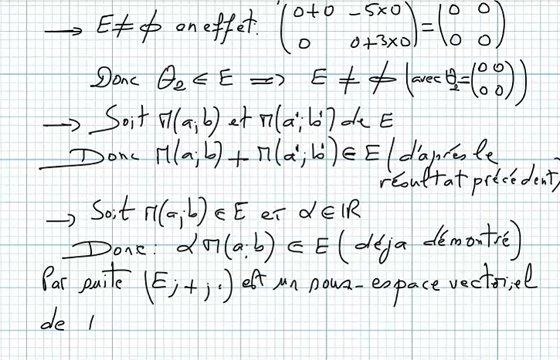 → E ≠ ϕ en effet. (0+0 -5×0 / 0 0+3×0) = (0 0 / 0 0)
Donc θ₂ ∈ E ⟹ E ≠ ϕ (avec θ₂ = (0 0 / 0 0))
→ Soit M(a;b) et M(a';b') de E
Donc M(a;b) + M(a';b') ∈ E (d'après le
résultat précédent)
→ Soit M(a;b) ∈ E et α ∈ ℝ
Donc: α M(a;b) ∈ E (déja démontré)
Par suite (E;+;.) est un sous-espace vectoriel
de